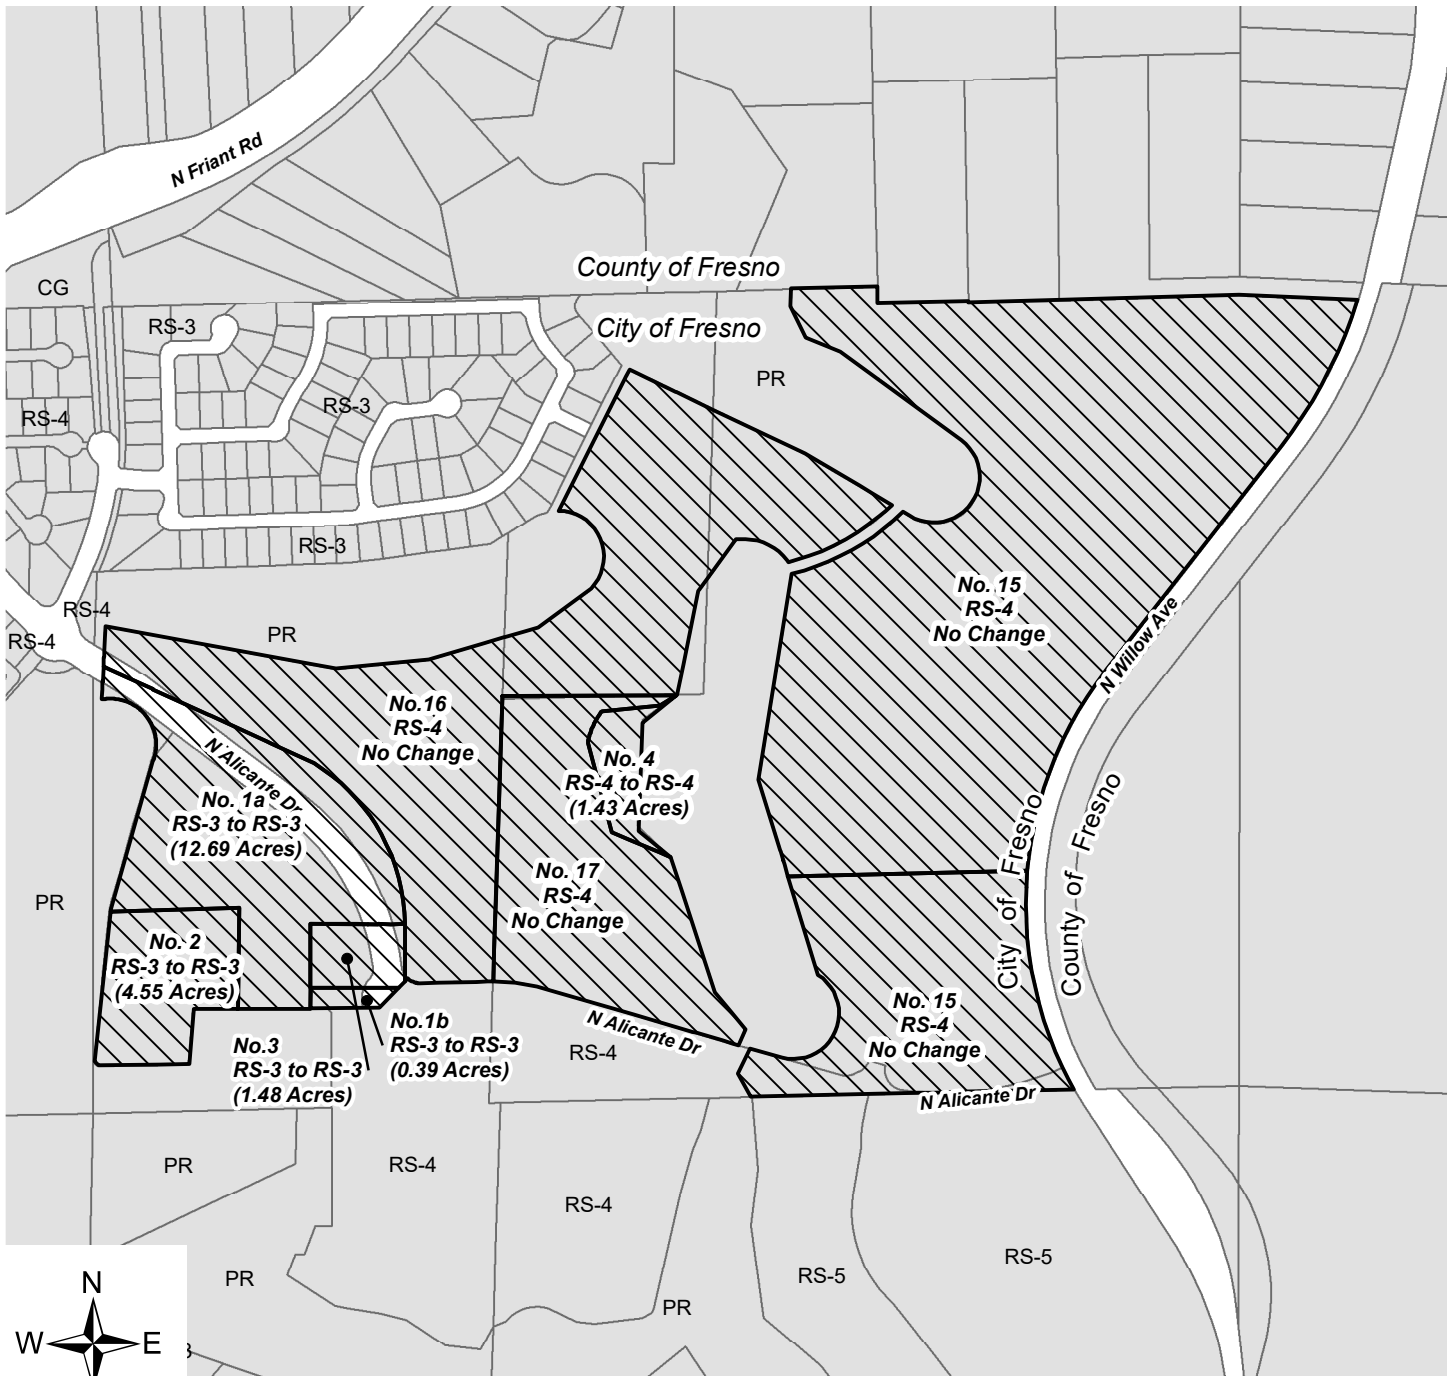 N Friant Rd
County of Fresno
CG
RS-3
City of Fresno
PR
RS-3
RS-4
RS-3
No. 15
RS-4
No Change
RS-4
RS-4
PR
N Willow Ave
No.16
RS-4
No Change
N Alicante Dr
No. 4
RS-4 to RS-4
(1.43 Acres)
No. 1a
RS-3 to RS-3
(12.69 Acres)
City of Fresno
County of Fresno
No. 17
RS-4
No Change
PR
No. 2
RS-3 to RS-3
(4.55 Acres)
No. 15
RS-4
No Change
No.1b
RS-3 to RS-3
(0.39 Acres)
N Alicante Dr
No.3
RS-3 to RS-3
(1.48 Acres)
RS-4
N Alicante Dr
PR
RS-4
RS-4
RS-5
RS-5
PR
PR
N
W
E